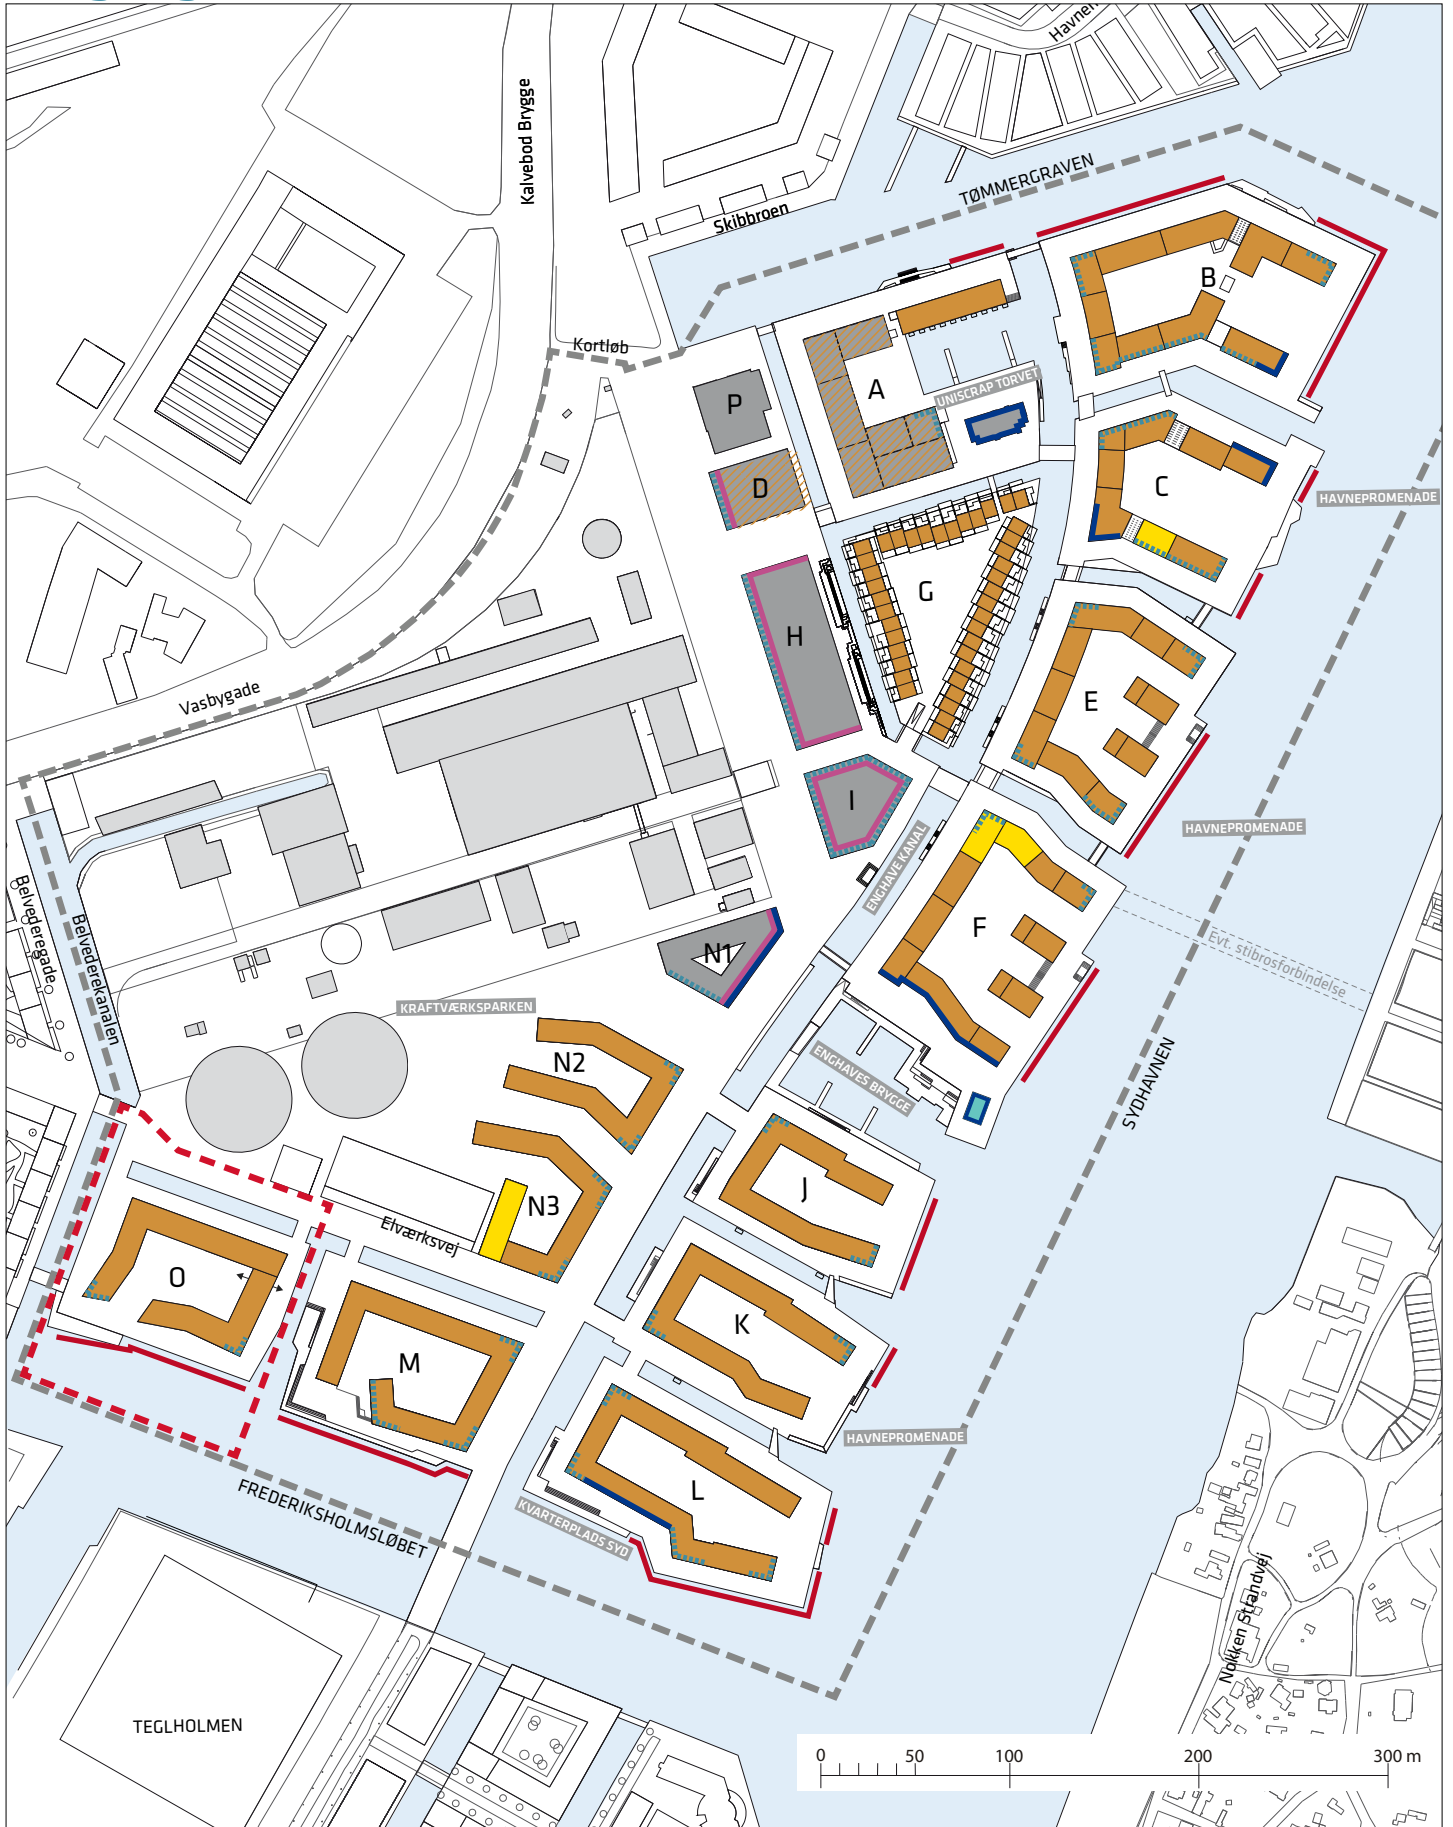 Kalvebod Brygge
Havnen
TØMMERGRAVEN
Skibbroen
Kortløb
B
P
A
UNISCRAP TORVET
D
C
HAVNEPROMENADE
G
H
E
Vasbygade
I
HAVNEPROMENADE
ENGHAVE KANAL
Belvederegade
Belvederekanalen
F
N1
Evt. stibrosforbindelse
KRAFTVÆRKSPARKEN
N2
ENGHAVES BRYGGE
SYDHAVNEN
J
N3
Elværksvej
O
K
M
HAVNEPROMENADE
L
FREDERIKSHOLMSLØBET
KVARTERPLADS SYD
Nokken Strandvej
TEGLHOLMEN
0 50 100 200 300 m